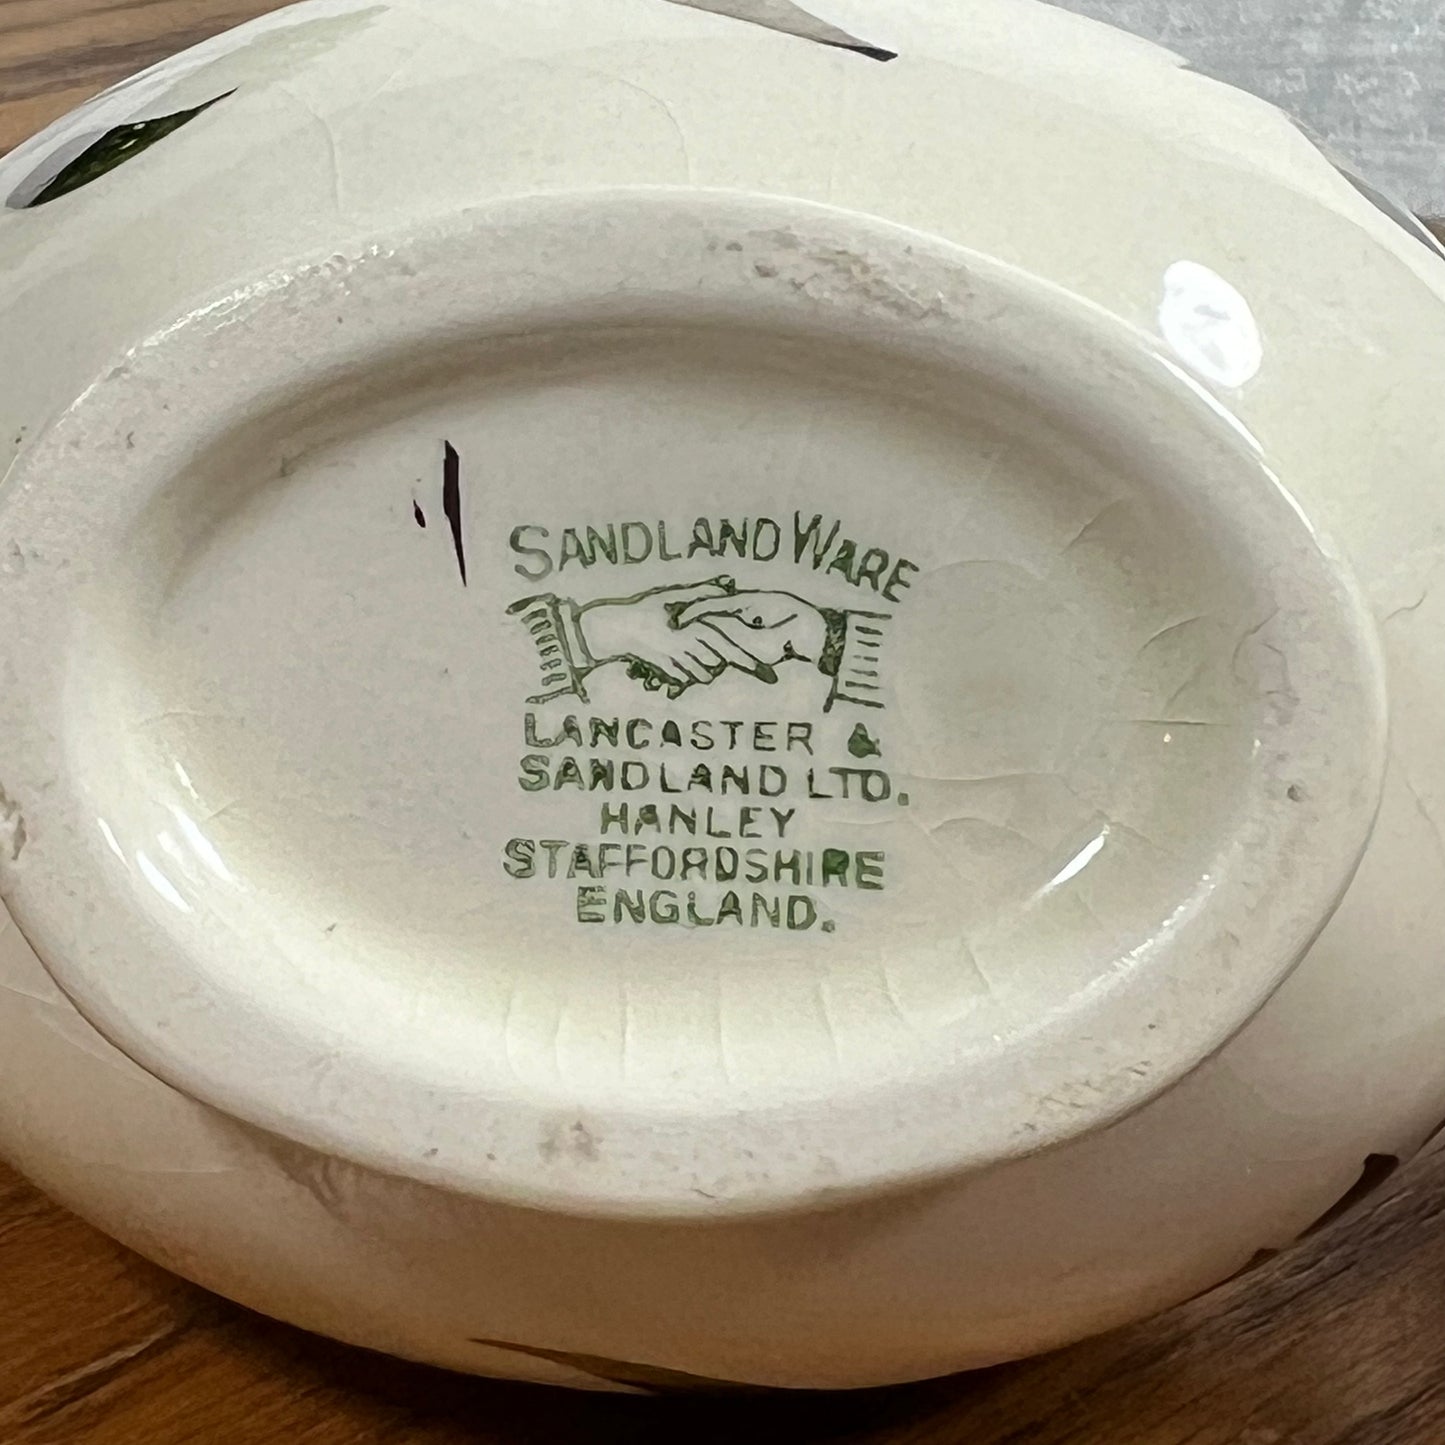 SANDLAND WARE
LANCASTER &
SANDLAND LTD.
HANLEY
STAFFORDSHIRE
ENGLAND.